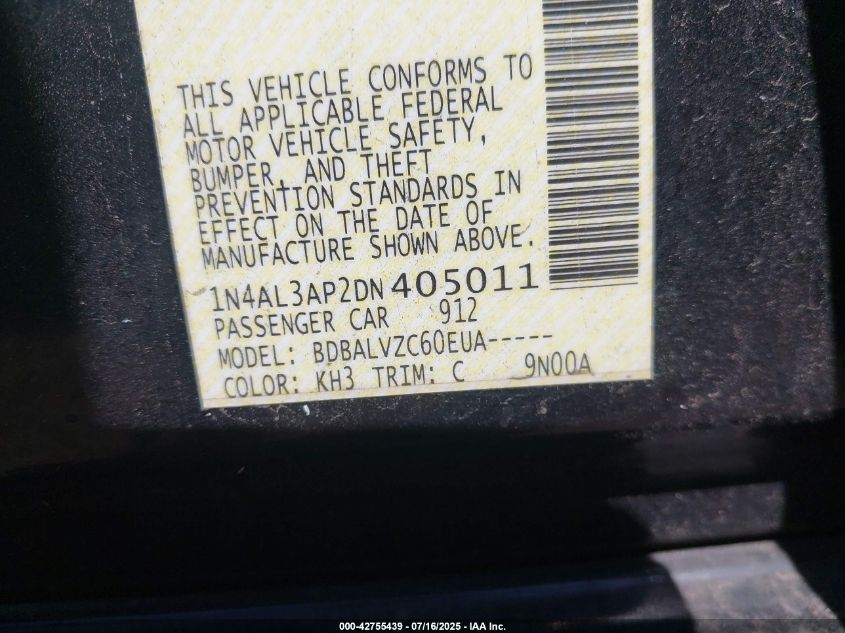 THIS VEHICLE CONFORMS TO
ALL APPLICABLE FEDERAL
MOTOR VEHICLE SAFETY,
BUMPER, AND THEFT
PREVENTION STANDARDS IN
EFFECT ON THE DATE OF
MANUFACTURE SHOWN ABOVE.
1N4AL3AP2DN405011
PASSENGER CAR 912
MODEL: BDBALVZC60EUA-----
COLOR: KH3 TRIM: C 9N00A
000-42755439 - 07/16/2025 - IAA Inc.